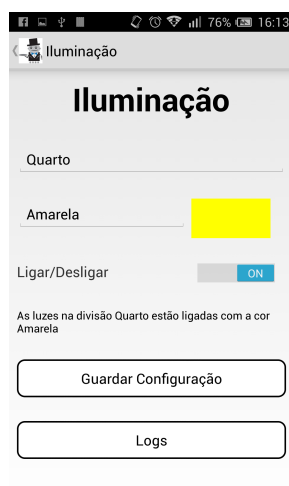 76% 16:13
Iluminação
Iluminação
Quarto
Amarela
Ligar/Desligar ON
As luzes na divisão Quarto estão ligadas com a cor
Amarela
Guardar Configuração
Logs